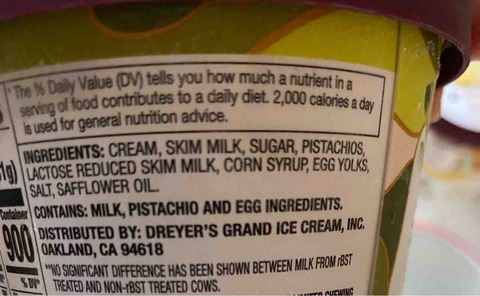 *The % Daily Value (DV) tells you how much a nutrient in a
serving of food contributes to a daily diet. 2,000 calories a day
is used for general nutrition advice.
INGREDIENTS: CREAM, SKIM MILK, SUGAR, PISTACHIOS,
LACTOSE REDUCED SKIM MILK, CORN SYRUP, EGG YOLKS,
SALT, SAFFLOWER OIL.
1g)
CONTAINS: MILK, PISTACHIO AND EGG INGREDIENTS.
Container
DISTRIBUTED BY: DREYER'S GRAND ICE CREAM, INC.
900
OAKLAND, CA 94618
% DV*
**NO SIGNIFICANT DIFFERENCE HAS BEEN SHOWN BETWEEN MILK FROM rBST
TREATED AND NON-rBST TREATED COWS.